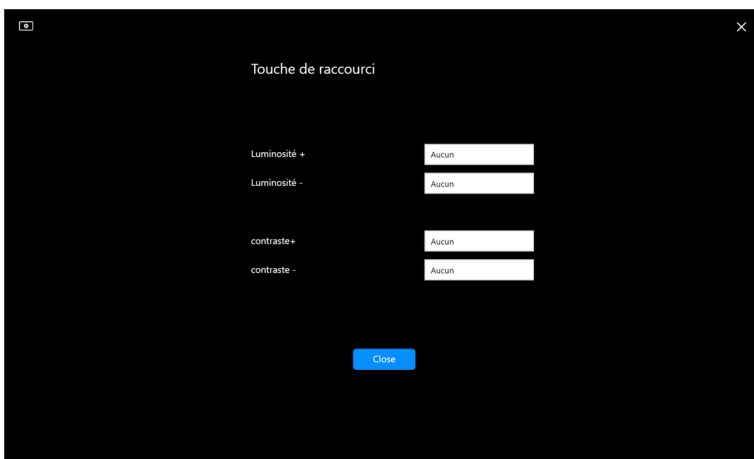 Touche de raccourci
Luminosité + Aucun
Luminosité - Aucun
contraste+ Aucun
contraste - Aucun
Close